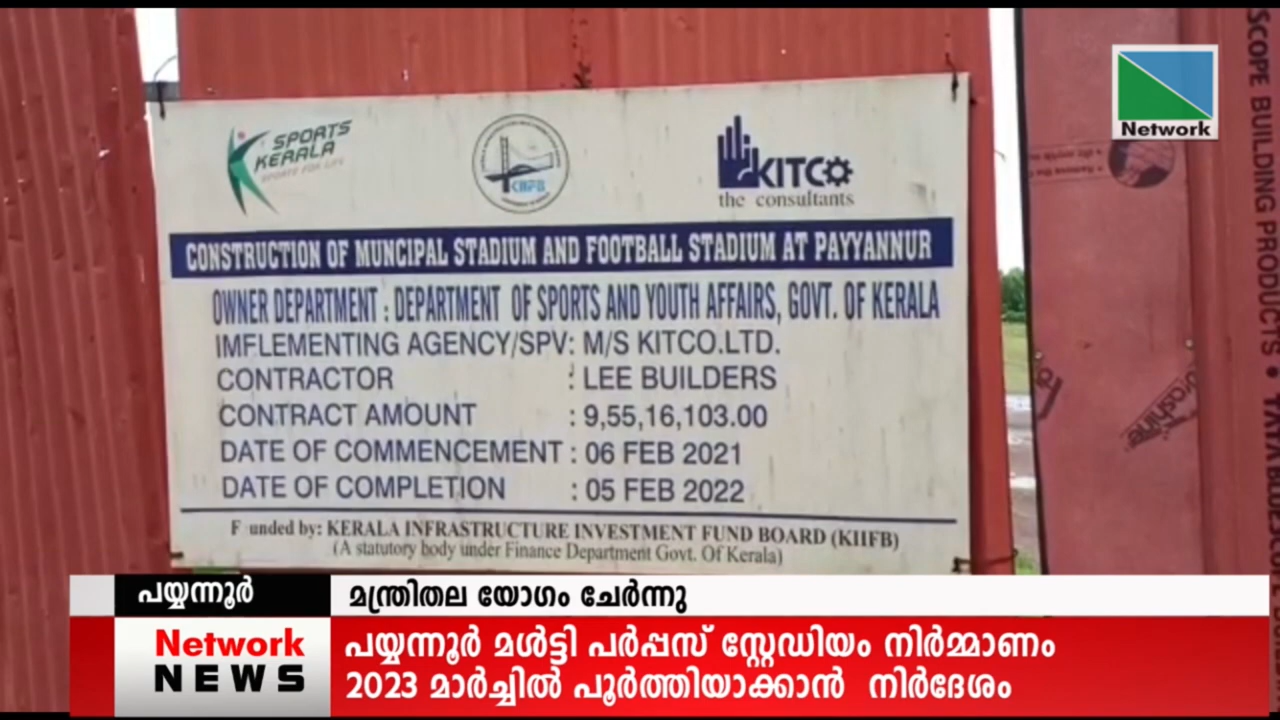 SPORTS
KERALA
SPORTS FOR LIFE
KIIFB
KITCO
the consultants
Network
CONSTRUCTION OF MUNCIPAL STADIUM AND FOOTBALL STADIUM AT PAYYANNUR
OWNER DEPARTMENT : DEPARTMENT OF SPORTS AND YOUTH AFFAIRS, GOVT. OF KERALA
IMFLEMENTING AGENCY/SPV: M/S KITCO.LTD.
CONTRACTOR : LEE BUILDERS
CONTRACT AMOUNT : 9,55,16,103.00
DATE OF COMMENCEMENT : 06 FEB 2021
DATE OF COMPLETION : 05 FEB 2022
F unded by: KERALA INFRASTRUCTURE INVESTMENT FUND BOARD (KIIFB)
(A statutory body under Finance Department Govt. Of Kerala)
SCOPE BUILDING PRODUCTS •
പയ്യന്നൂർ
മന്ത്രിതല യോഗം ചേർന്നു
Network
NEWS
പയ്യന്നൂർ മൾട്ടി പർപ്പസ് സ്റ്റേഡിയം നിർമ്മാണം
2023 മാർച്ചിൽ പൂർത്തിയാക്കാൻ നിർദേശം